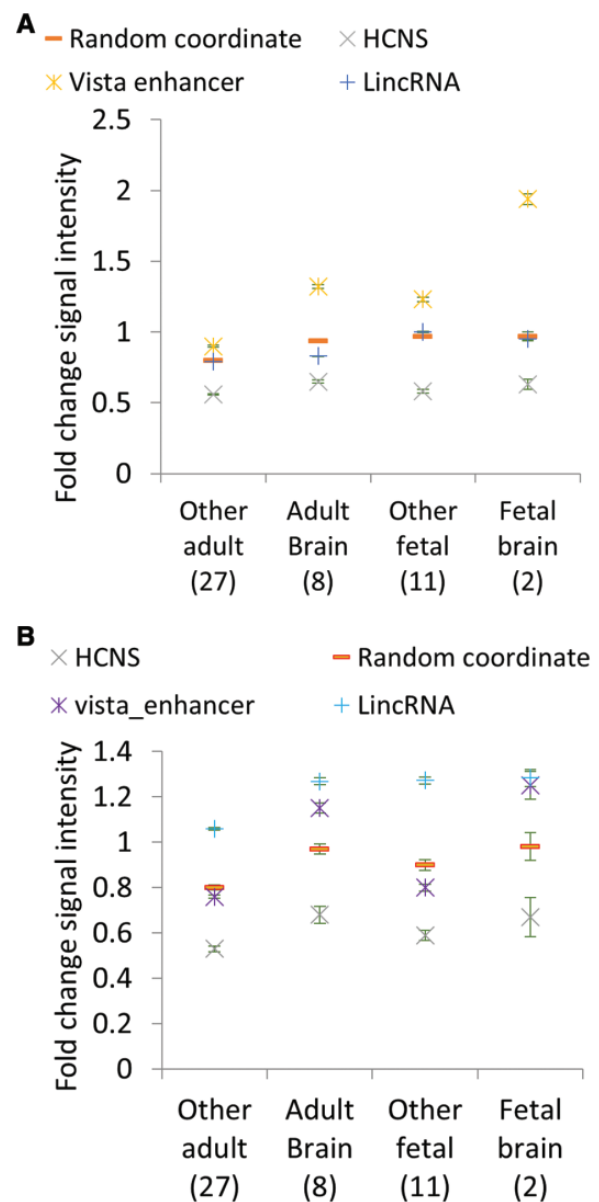 A
Random coordinate
HCNS
Vista enhancer
LincRNA
Fold change signal intensity
2.5
2
1.5
1
0.5
0
Other adult (27)
Adult Brain (8)
Other fetal (11)
Fetal brain (2)
B
HCNS
Random coordinate
vista_enhancer
LincRNA
Fold change signal intensity
1.4
1.2
1
0.8
0.6
0.4
0.2
0
Other adult (27)
Adult Brain (8)
Other fetal (11)
Fetal brain (2)